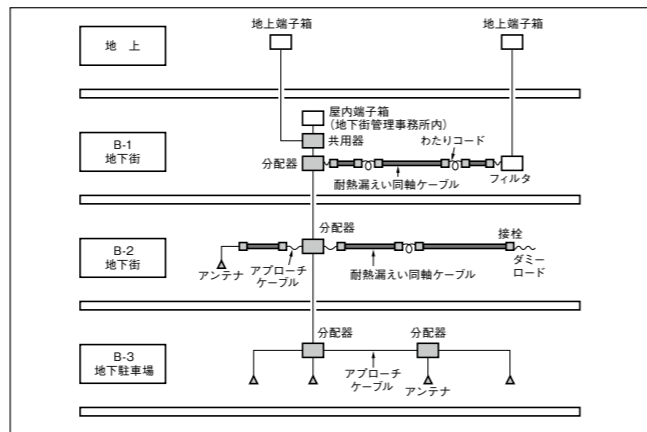 地上端子箱
地上端子箱
地 上
屋内端子箱
(地下街管理事務所内)
共用器
わたりコード
B-1
地下街
分配器
フィルタ
耐熱漏えい同軸ケーブル
分配器
接栓
B-2
地下街
アンテナ
アプローチ
ケーブル
耐熱漏えい同軸ケーブル
ダミー
ロード
分配器
分配器
B-3
地下駐車場
アプローチ
ケーブル
アンテナ